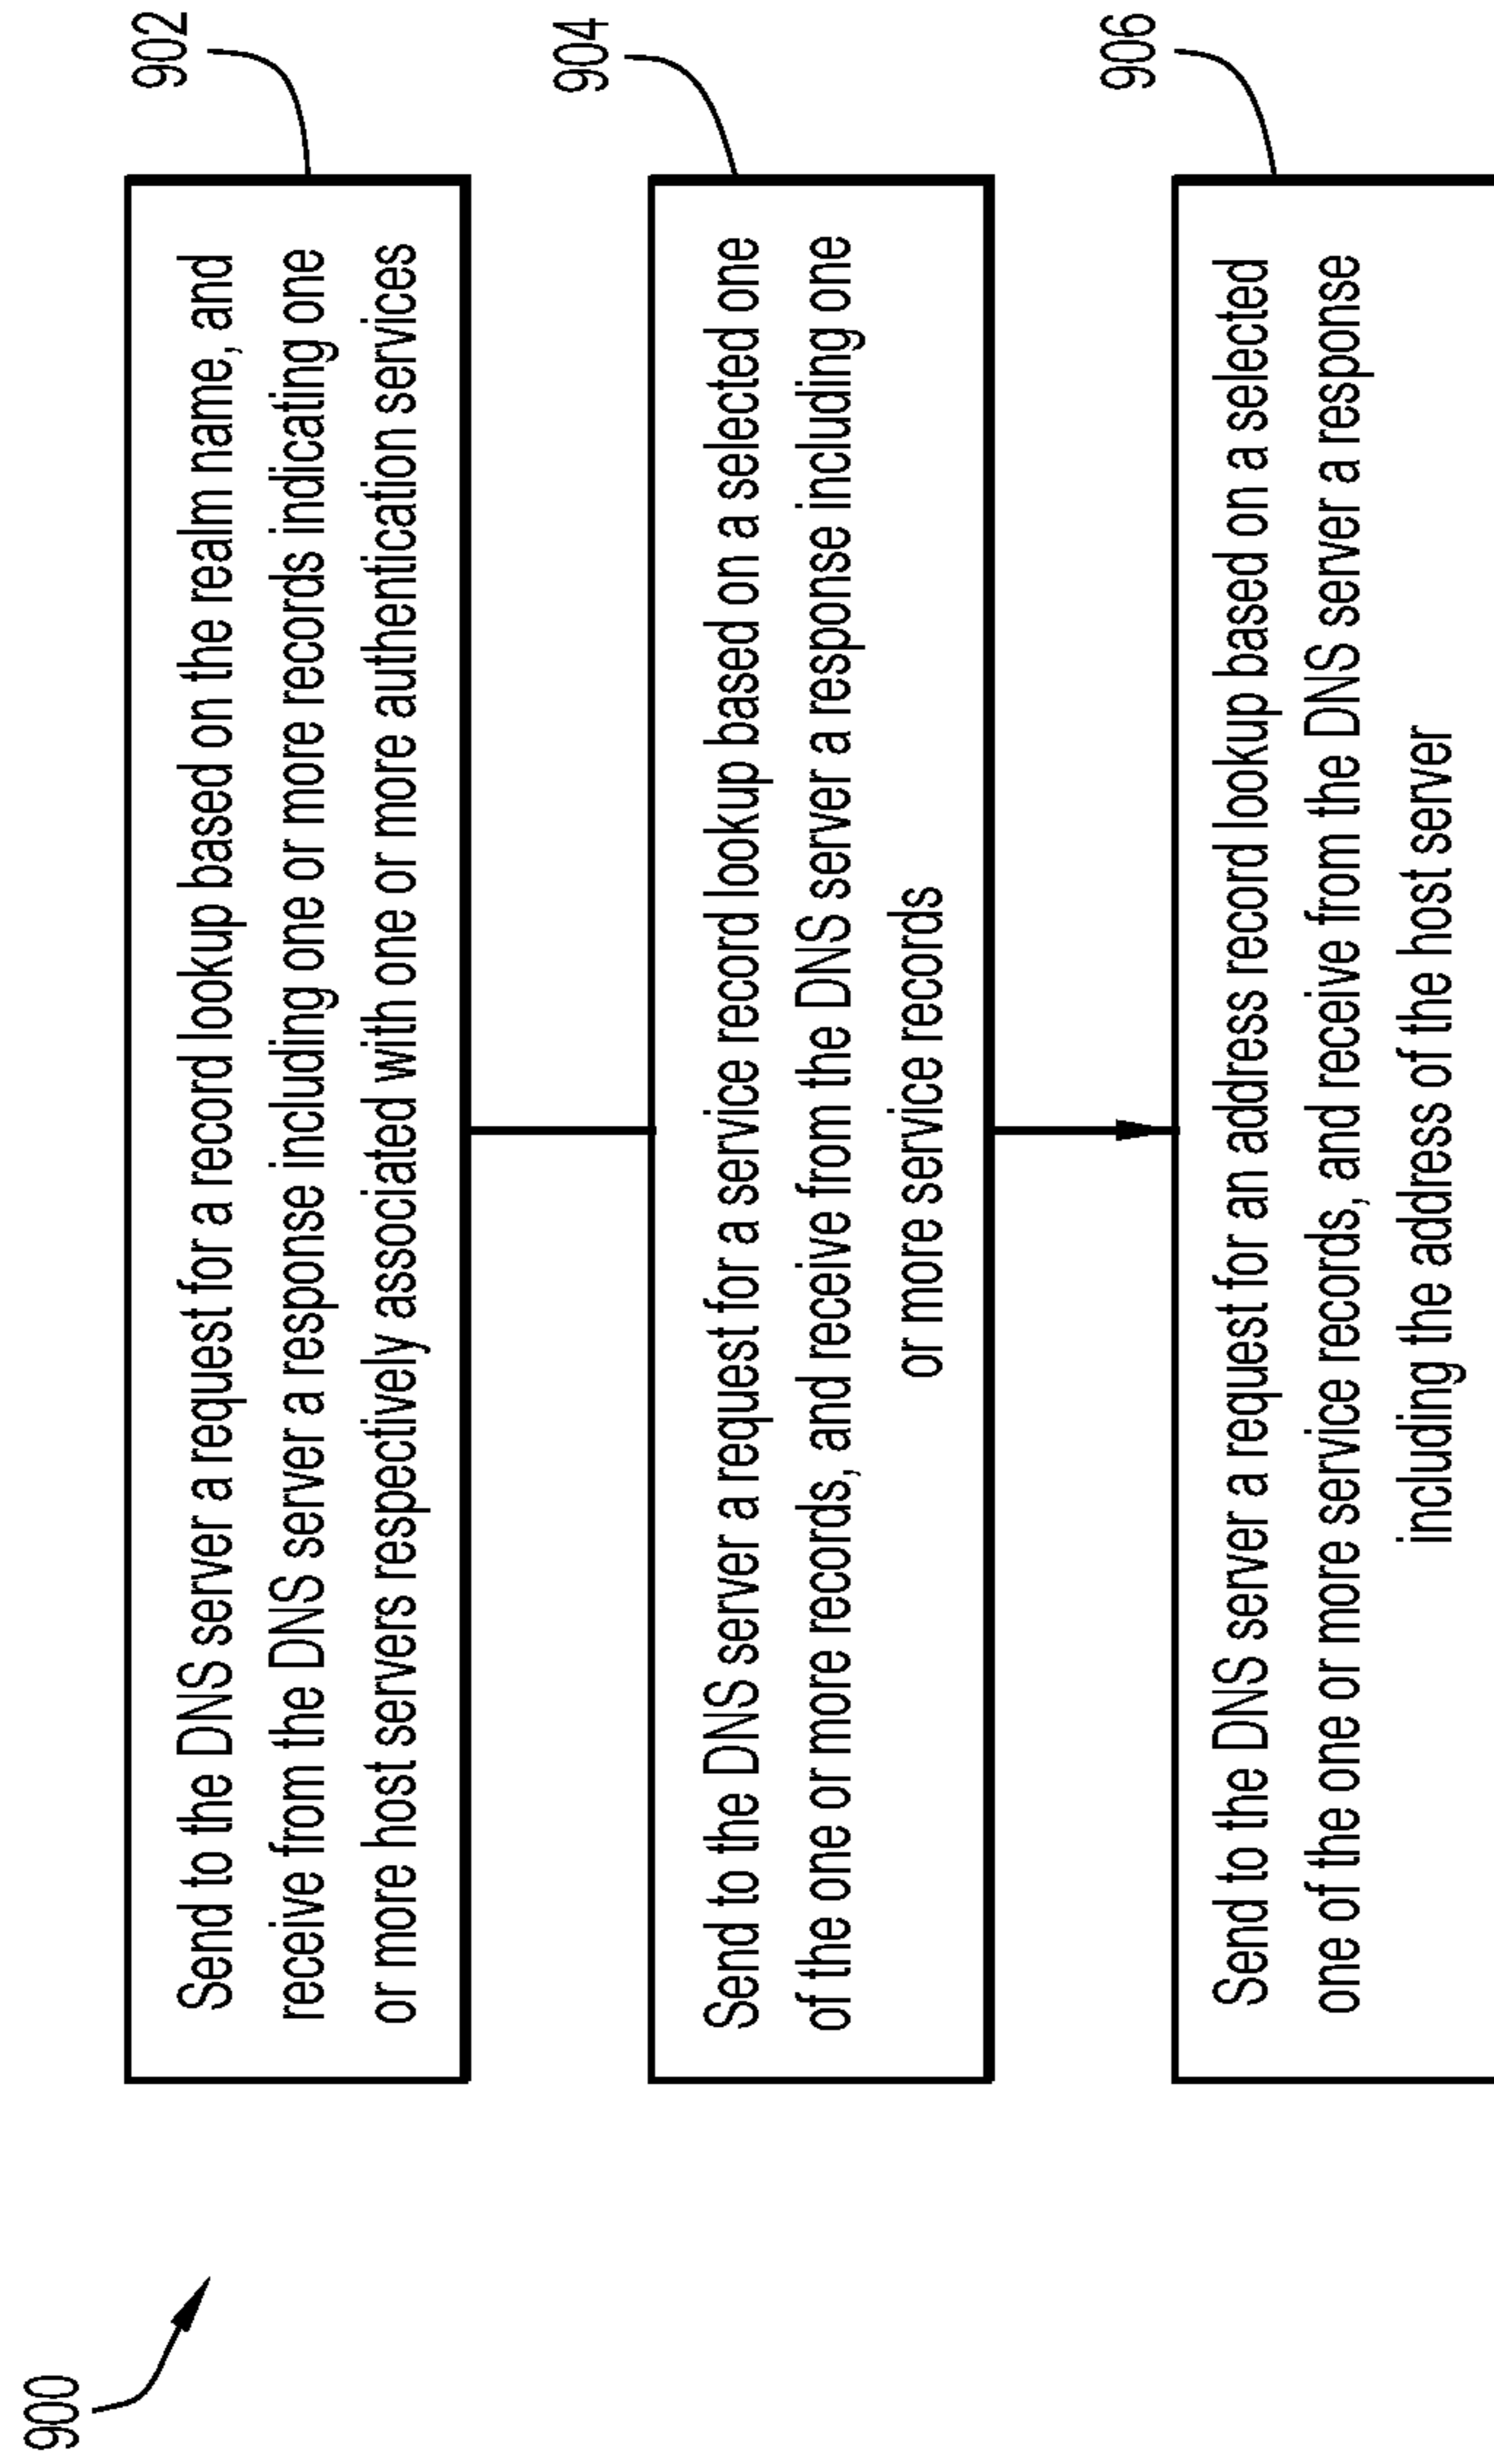 900
902
Send to the DNS server a request for a record lookup based on the realm name, and
receive from the DNS server a response including one or more records indicating one
or more host servers respectively associated with one or more authentication services
904
Send to the DNS server a request for a service record lookup based on a selected one
of the one or more records, and receive from the DNS server a response including one
or more service records
906
Send to the DNS server a request for an address record lookup based on a selected
one of the one or more service records, and receive from the DNS server a response
including the address of the host server